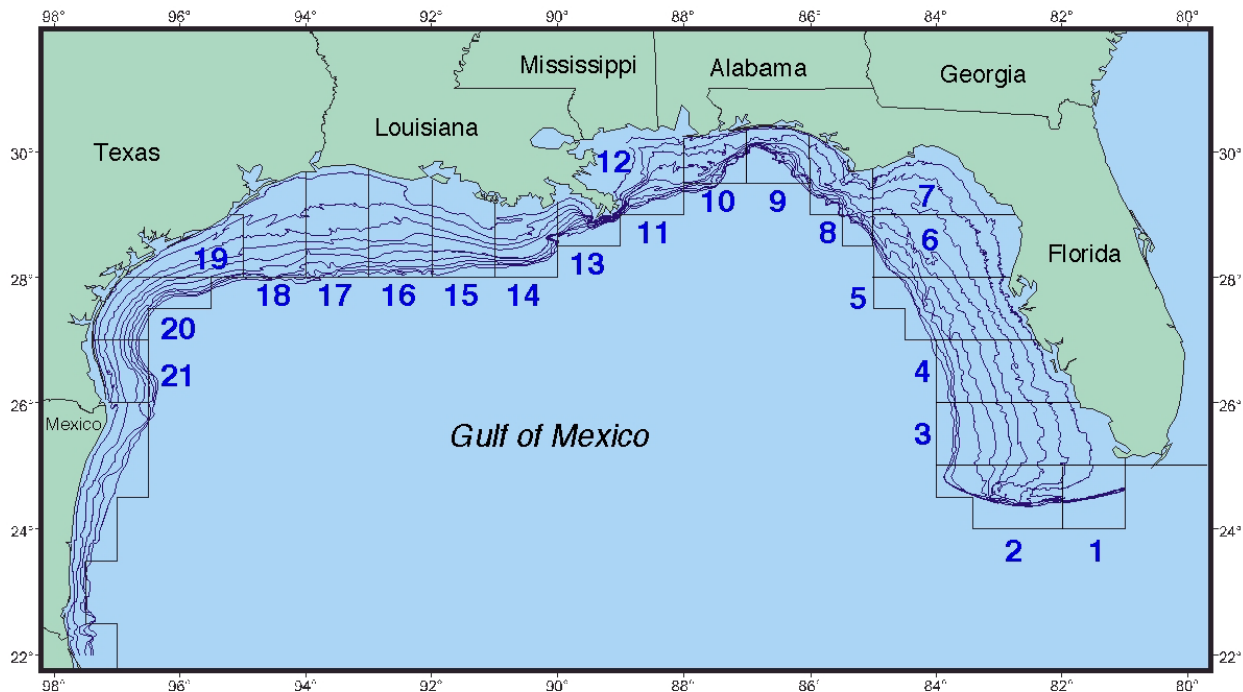 98° 96° 94° 92° 90° 88° 86° 84° 82° 80°
Mississippi
Alabama
Georgia
Louisiana
Texas
30° 30°
12
7
10 9
11 8
6
Florida
19
13
28° 28°
18 17 16 15 14
5
20
21
4
26° 26°
Mexico
Gulf of Mexico
3
24° 24°
2 1
22° 22°
98° 96° 94° 92° 90° 88° 86° 84° 82° 80°